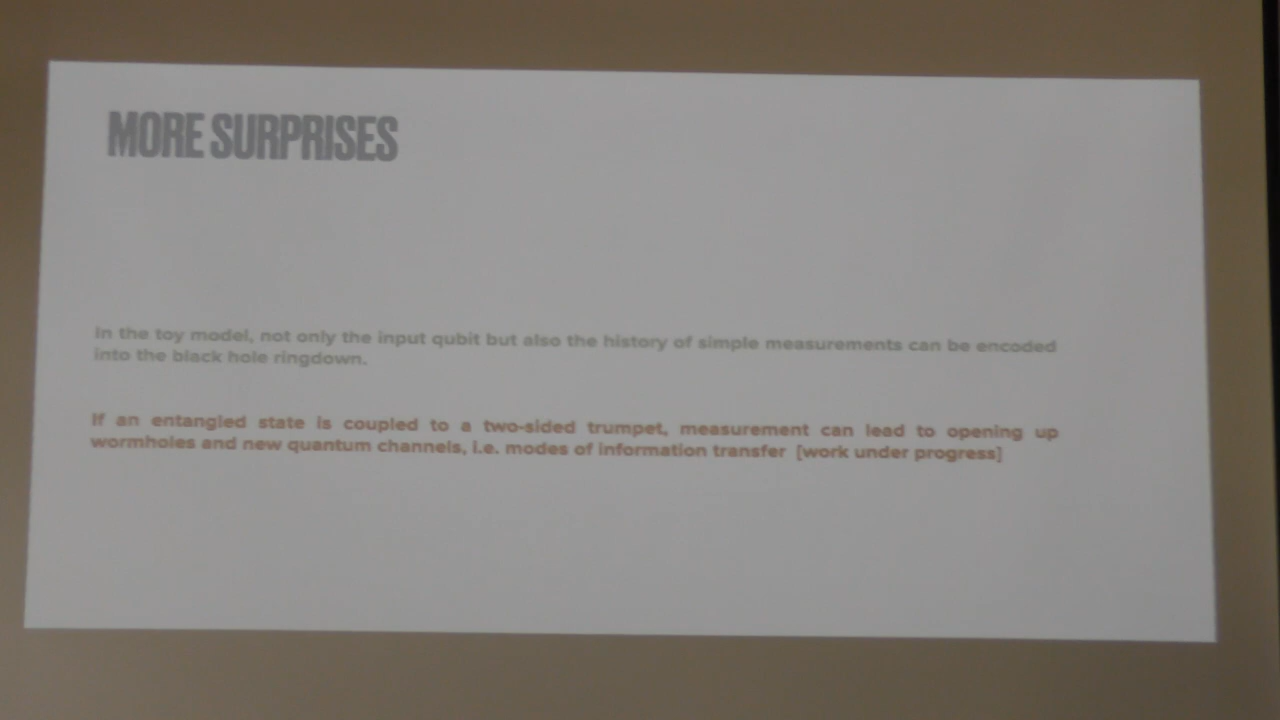 MORE SURPRISES
In the toy model, not only the input qubit but also the history of simple measurements can be encoded
into the black hole ringdown.
If an entangled state is coupled to a two-sided trumpet, measurement can lead to opening up
wormholes and new quantum channels, i.e. modes of information transfer [work under progress]